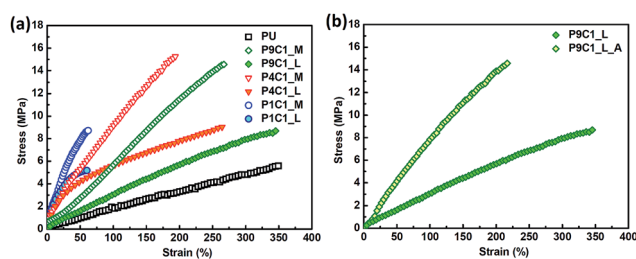 (a)
Stress (MPa)
18
16
14
12
10
8
6
4
2
0
PU
P9C1_M
P9C1_L
P4C1_M
P4C1_L
P1C1_M
P1C1_L
0 50 100 150 200 250 300 350 400
Strain (%)
(b)
Stress (MPa)
18
16
14
12
10
8
6
4
2
0
P9C1_L
P9C1_L_A
0 50 100 150 200 250 300 350 400
Strain (%)